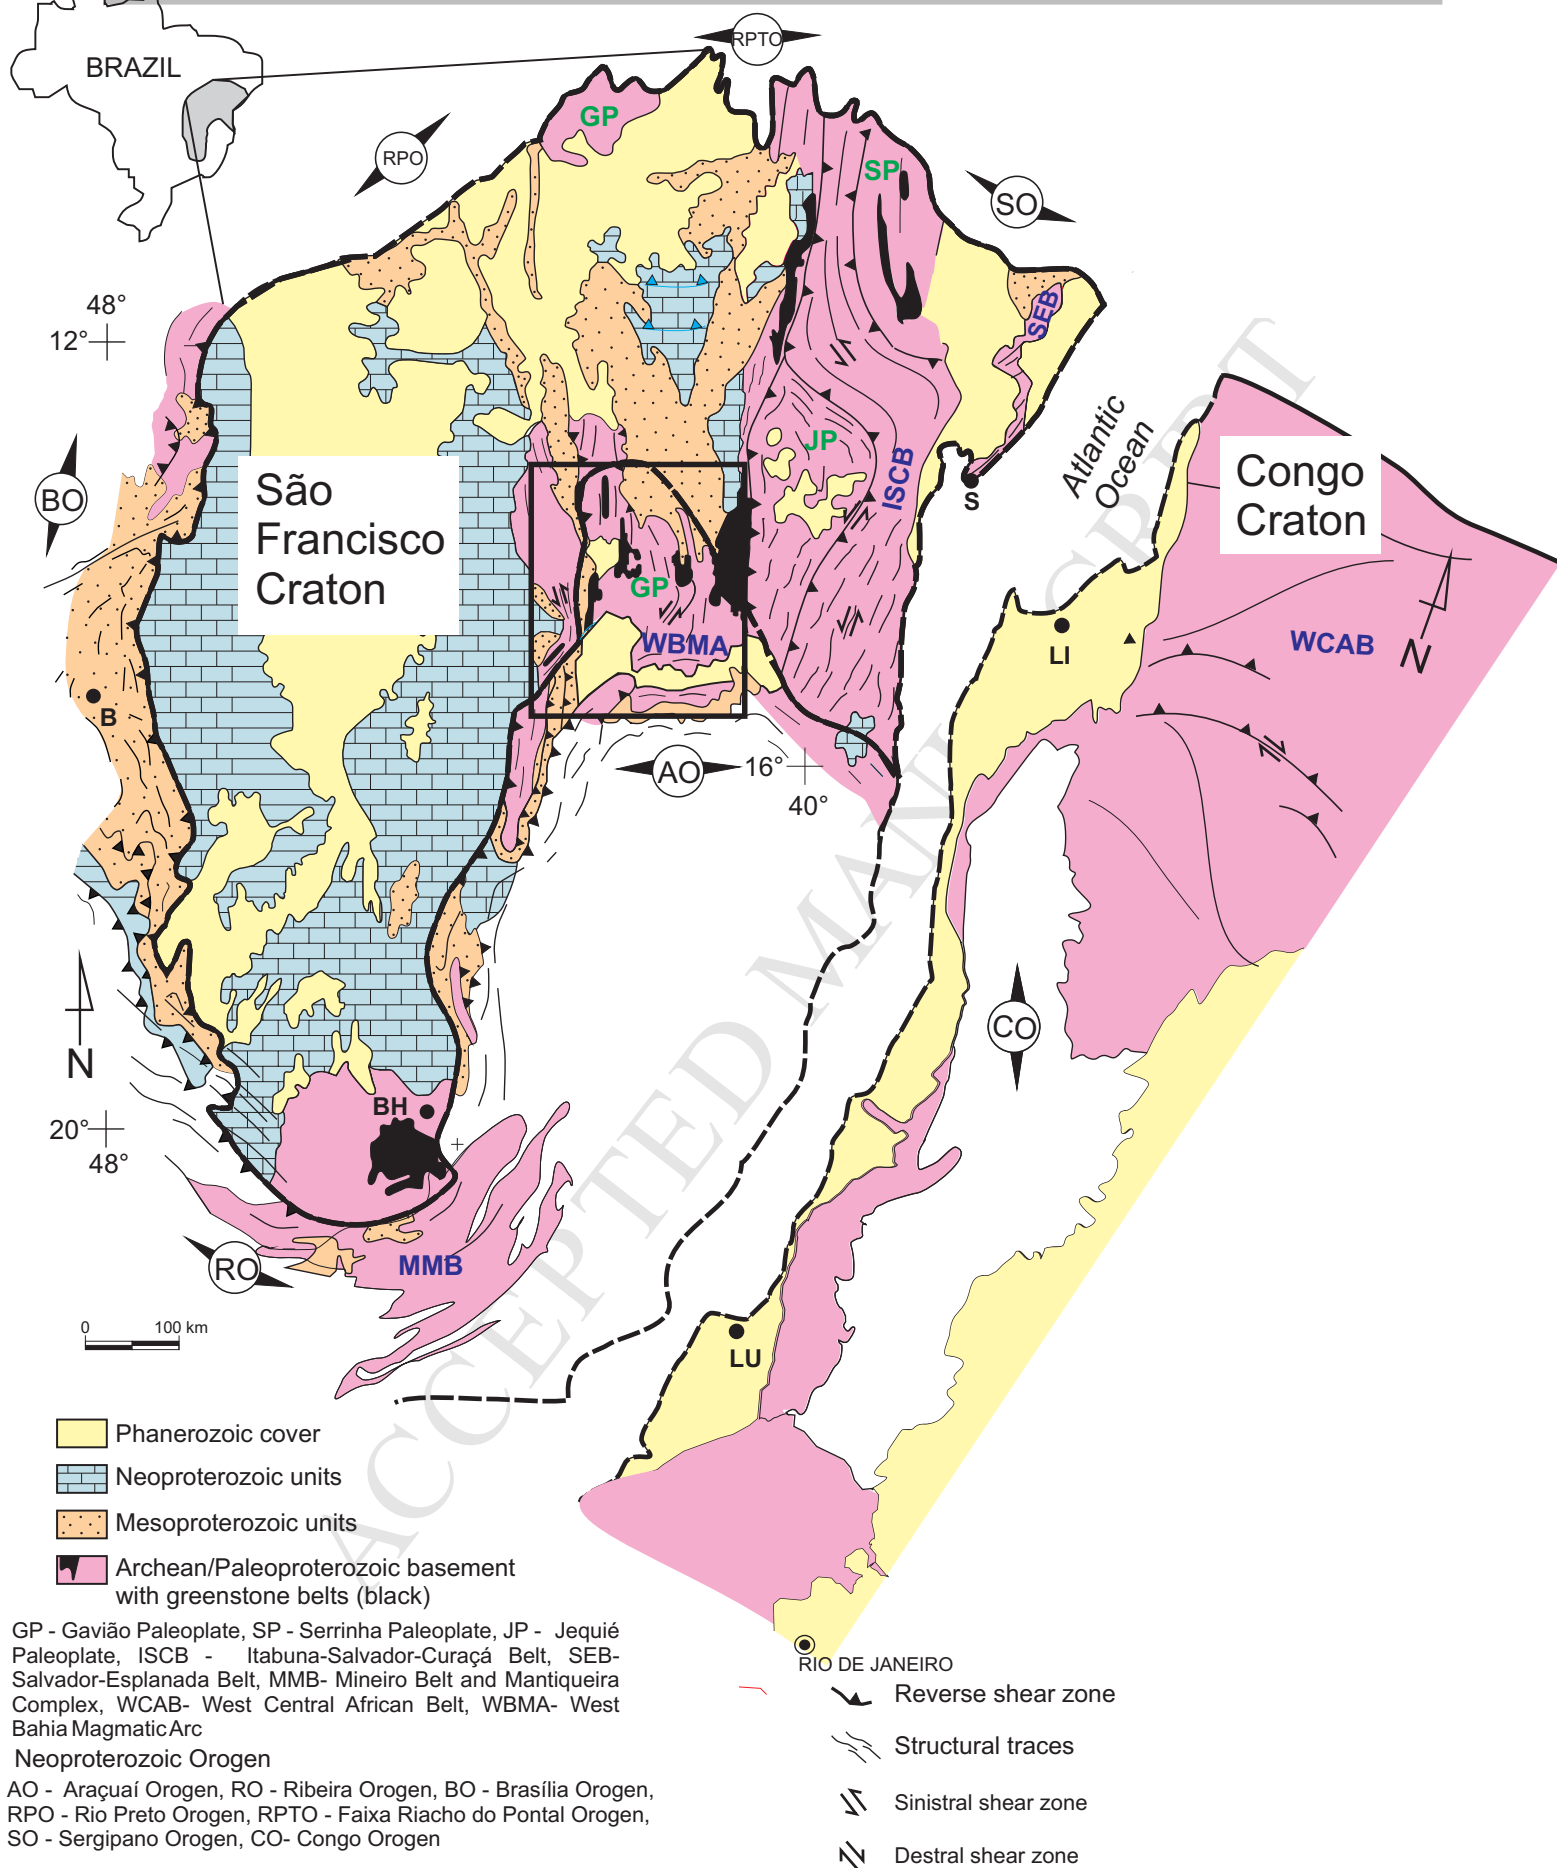 BRAZIL
RPTO
GP
RPO
SP
SO
48°
12°
SEB
Atlantic
Ocean
JP
ISCB
São
Francisco
Craton
Congo
Craton
BO
S
GP
WBMA
LI
WCAB
N
B
AO
16°
40°
CO
N
BH
20°
48°
RO
MMB
0 100 km
LU
ACCEPTED MANUSCRIPT
Phanerozoic cover
Neoproterozoic units
Mesoproterozoic units
Archean/Paleoproterozoic basement
with greenstone belts (black)
GP - Gavião Paleoplate, SP - Serrinha Paleoplate, JP - Jequié
Paleoplate, ISCB - Itabuna-Salvador-Curaçá Belt, SEB-
Salvador-Esplanada Belt, MMB- Mineiro Belt and Mantiqueira
Complex, WCAB- West Central African Belt, WBMA- West
Bahia Magmatic Arc
Neoproterozoic Orogen
AO - Araçuaí Orogen, RO - Ribeira Orogen, BO - Brasília Orogen,
RPO - Rio Preto Orogen, RPTO - Faixa Riacho do Pontal Orogen,
SO - Sergipano Orogen, CO- Congo Orogen
RIO DE JANEIRO
Reverse shear zone
Structural traces
Sinistral shear zone
Destral shear zone